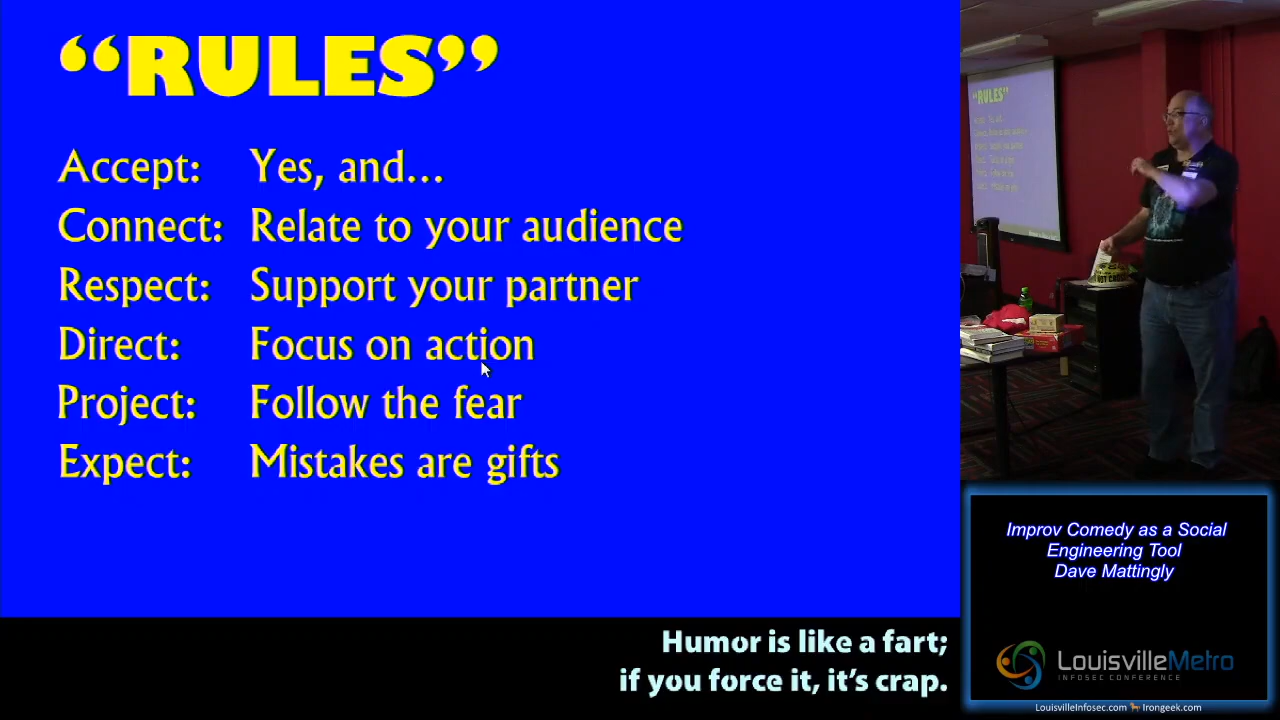 “RULES”
Accept: Yes, and...
Connect: Relate to your audience
Respect: Support your partner
Direct: Focus on action
Project: Follow the fear
Expect: Mistakes are gifts
Humor is like a fart;
if you force it, it’s crap.
"RULES"
Improv Comedy as a Social
Engineering Tool
Dave Mattingly
LouisvilleMetro
INFOSEC CONFERENCE
LouisvilleInfosec.com Irongeek.com